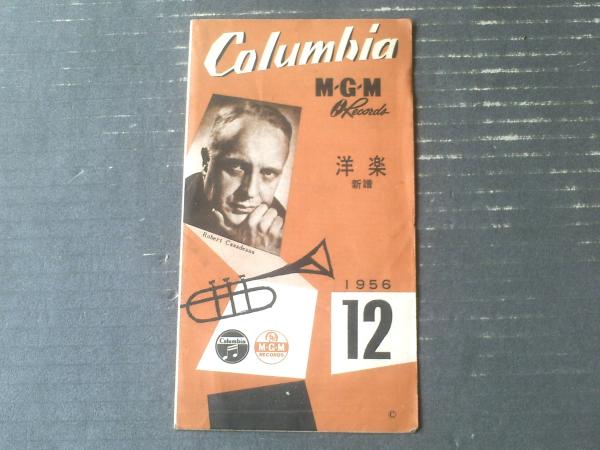 Columbia
M-G-M
Records
洋楽
新譜
Robert Casadesus
1956
12
Columbia
M-G-M
RECORDS
©